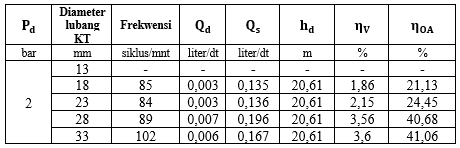 P_d Diameter lubang KT Frekwensi Q_d Q_s h_d η_V η_OA
bar mm siklus/mnt liter/dt liter/dt m % %
2 13 - - - - - -
18 85 0,003 0,135 20,61 1,86 21,13
23 84 0,003 0,136 20,61 2,15 24,45
28 89 0,007 0,196 20,61 3,56 40,68
33 102 0,006 0,167 20,61 3,6 41,06